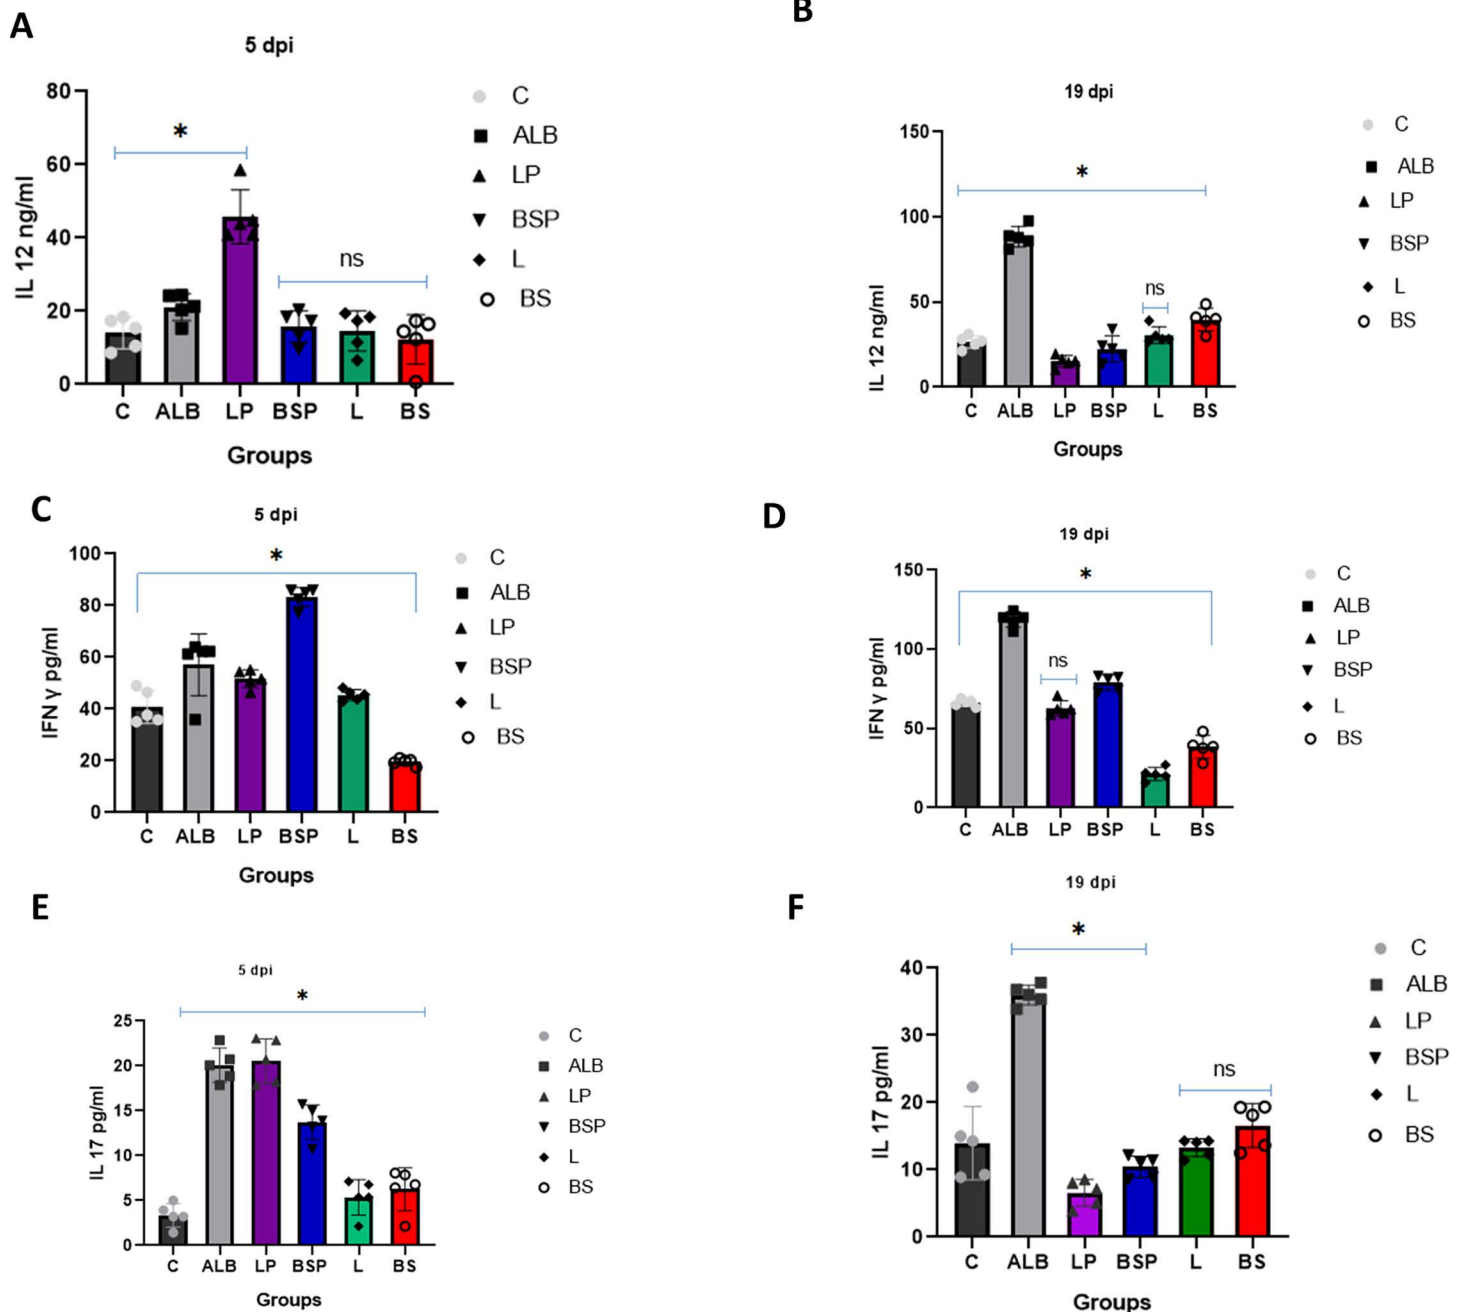 A
5 dpi
IL 12 ng/ml
80
60
40
20
0
*
ns
C
ALB
LP
BSP
L
BS
C ALB LP BSP L BS
Groups
B
19 dpi
IL 12 ng/ml
150
100
50
0
*
ns
C
ALB
LP
BSP
L
BS
C ALB LP BSP L BS
Groups
C
5 dpi
IFN γ pg/ml
100
80
60
40
20
0
*
C
ALB
LP
BSP
L
BS
C ALB LP BSP L BS
Groups
D
19 dpi
IFN γ pg/ml
150
100
50
0
*
ns
C
ALB
LP
BSP
L
BS
C ALB LP BSP L BS
E
5 dpi
IL 17 pg/ml
25
20
15
10
5
0
*
C
ALB
LP
BSP
L
BS
C ALB LP BSP L BS
Groups
F
19 dpi
IL 17 pg/ml
40
30
20
10
0
*
ns
C
ALB
LP
BSP
L
BS
C ALB LP BSP L BS
Groups